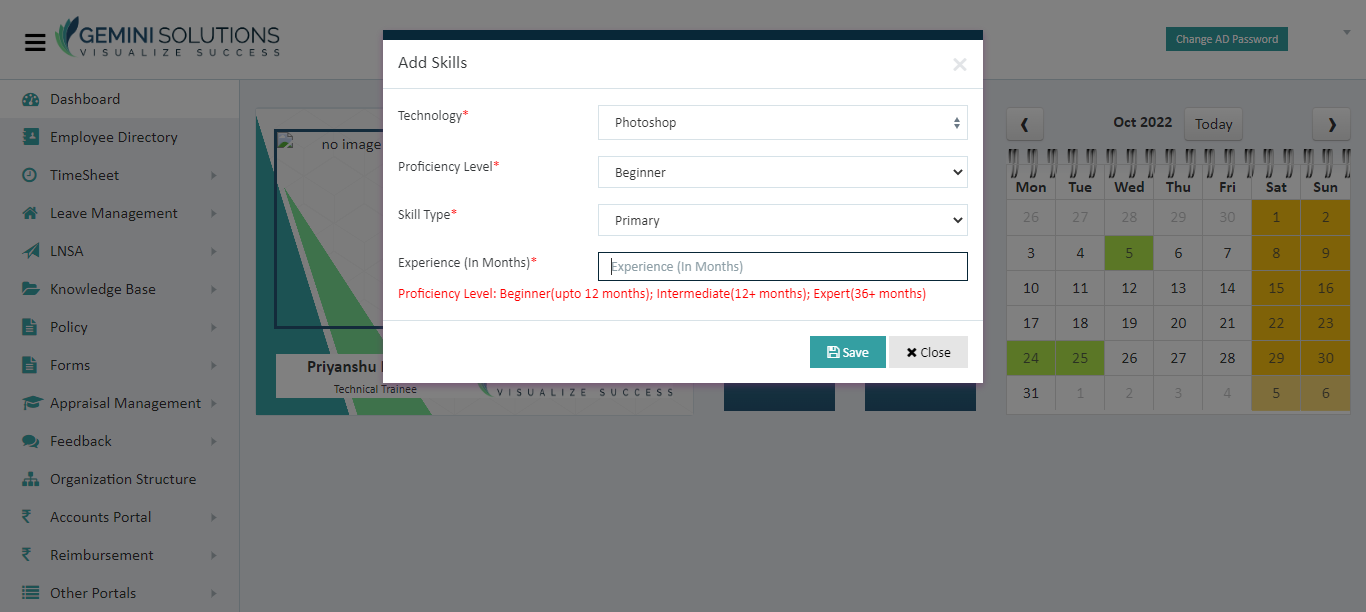 GEMINI SOLUTIONS
VISUALIZE SUCCESS
Change AD Password
Dashboard
Employee Directory
TimeSheet
Leave Management
LNSA
Knowledge Base
Policy
Forms
Appraisal Management
Feedback
Organization Structure
Accounts Portal
Reimbursement
Other Portals
no image
Priyanshu
Technical Trainee
VISUALIZE SUCCESS
Add Skills
Technology*
Photoshop
Proficiency Level*
Beginner
Skill Type*
Primary
Experience (In Months)*
Experience (In Months)
Proficiency Level: Beginner(upto 12 months); Intermediate(12+ months); Expert(36+ months)
Save
Close
Oct 2022
Today
Mon Tue Wed Thu Fri Sat Sun
26 27 28 29 30 1 2
3 4 5 6 7 8 9
10 11 12 13 14 15 16
17 18 19 20 21 22 23
24 25 26 27 28 29 30
31 1 2 3 4 5 6